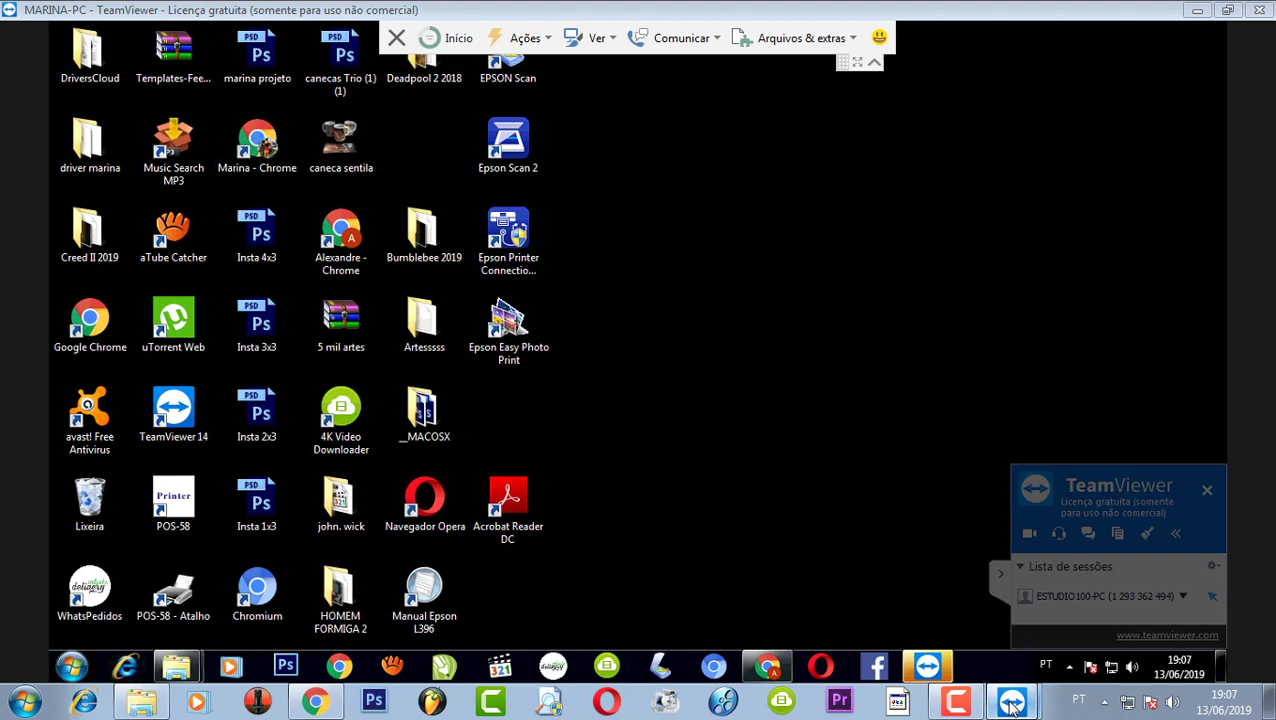 MARINA-PC - TeamViewer - Licença gratuita (somente para uso não comercial)
Início
Ações
Ver
Comunicar
Arquivos & extras
DriversCloud
Templates-Fee...
marina projeto
canecas Trio (1)
(1)
Deadpool 2 2018
EPSON Scan
driver marina
Music Search
MP3
Marina - Chrome
caneca sentila
Epson Scan 2
Creed II 2019
aTube Catcher
Insta 4x3
Alexandre -
Chrome
Bumblebee 2019
Epson Printer
Connectio...
Google Chrome
uTorrent Web
Insta 3x3
5 mil artes
Artesssss
Epson Easy Photo
Print
avast! Free
Antivirus
TeamViewer 14
Insta 2x3
4K Video
Downloader
__MACOSX
Lixeira
Printer
POS-58
Insta 1x3
john. wick
Navegador Opera
Acrobat Reader
DC
WhatsPedidos
POS-58 - Atalho
Chromium
HOMEM
FORMIGA 2
Manual Epson
L396
TeamViewer
Licença gratuita (somente
para uso não comercial)
Lista de sessões
ESTUDIO100-PC (1 293 362 494)
www.teamviewer.com
PT
19:07
13/06/2019
PT
19:07
13/06/2019